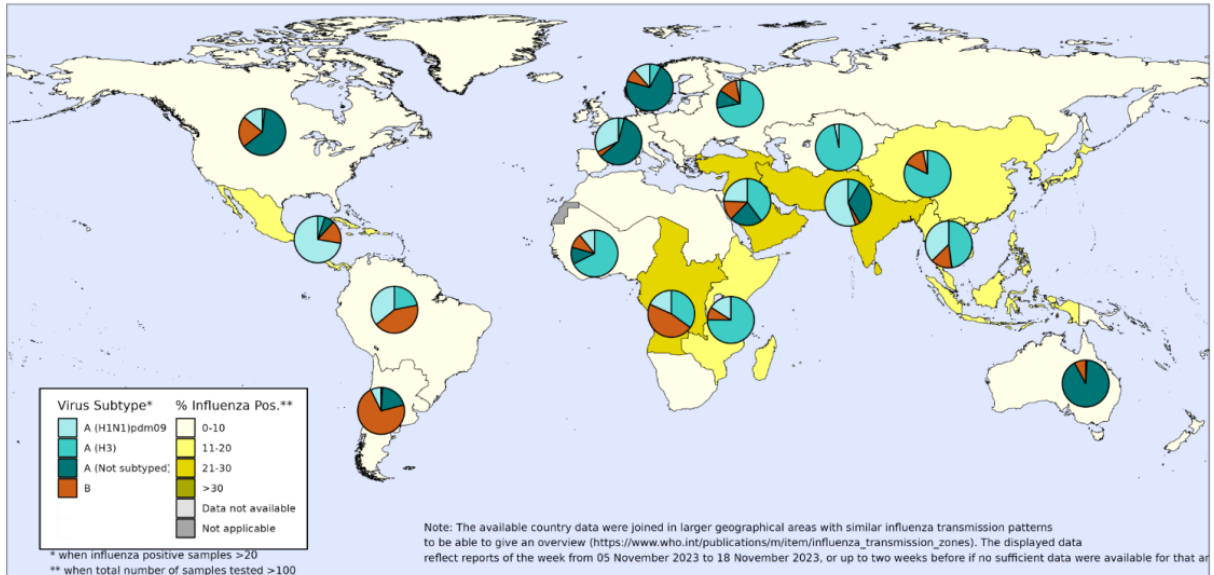 Virus Subtype*
A (H1N1)pdm09
A (H3)
A (Not subtyped)
B
% Influenza Pos.**
0-10
11-20
21-30
>30
Data not available
Not applicable
* when influenza positive samples >20
** when total number of samples tested >100
Note: The available country data were joined in larger geographical areas with similar influenza transmission patterns
to be able to give an overview (https://www.who.int/publications/m/item/influenza_transmission_zones). The displayed data
reflect reports of the week from 05 November 2023 to 18 November 2023, or up to two weeks before if no sufficient data were available for that